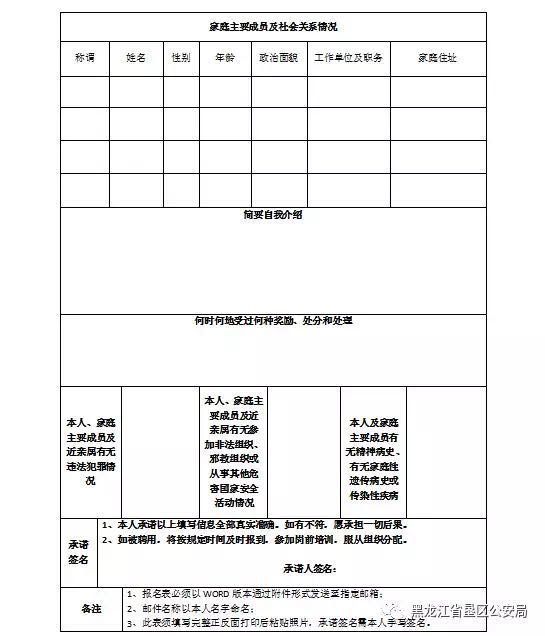 家庭主要成员及社会关系情况
称谓 姓名 性别 年龄 政治面貌 工作单位及职务 家庭住址
简要自我介绍
何时何地受过何种奖励、处分和处理
本人、家庭
主要成员及
近亲属有无
违法犯罪情
况
本人、家庭主
要成员及近
亲属有无参
加非法组织、
邪教组织或
从事其他危
害国家安全
活动情况
本人及家庭
主要成员有
无精神病史、
有无家庭性
遗传病史或
传染性疾病
承诺
签名
1、本人承诺以上填写信息全部真实准确。如有不符，愿承担一切后果。
2、如被聘用，将按规定时间及时报到，参加岗前培训，服从组织分配。
承诺人签名：
备注
1、报名表必须以 WORD 版本通过附件形式发送至指定邮箱；
2、邮件名称以本人名字命名；
3、此表须填写完整正反面打印后粘贴照片，承诺签名需本人手写签名。
黑龙江省垦区公安局